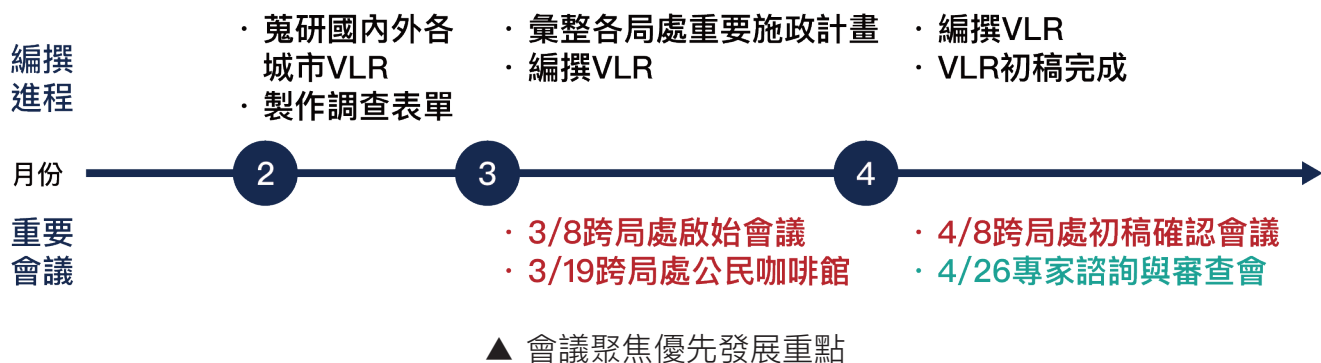 編撰
進程
· 蒐研國內外各
城市VLR
· 製作調查表單
· 彙整各局處重要施政計畫
· 編撰VLR
· 編撰VLR
· VLR初稿完成
月份
2
3
4
重要
會議
· 3/8跨局處啟始會議
· 3/19跨局處公民咖啡館
· 4/8跨局處初稿確認會議
· 4/26專家諮詢與審查會
▲ 會議聚焦優先發展重點